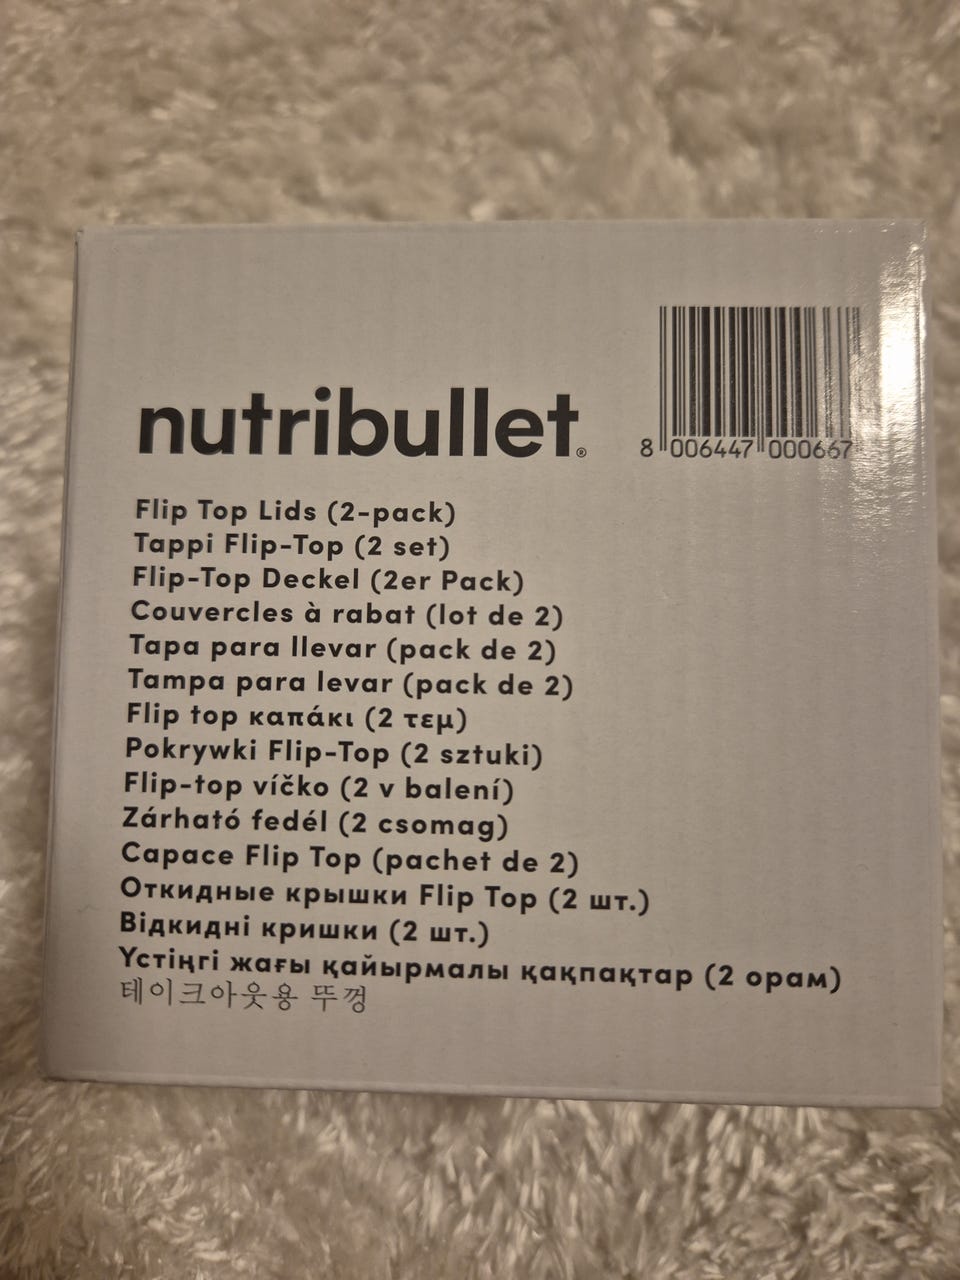 nutribullet®
8 006447 000667
Flip Top Lids (2-pack)
Tappi Flip-Top (2 set)
Flip-Top Deckel (2er Pack)
Couvercles à rabat (lot de 2)
Tapa para llevar (pack de 2)
Tampa para levar (pack de 2)
Flip top καπάκι (2 τεμ)
Pokrywki Flip-Top (2 sztuki)
Flip-top víčko (2 v balení)
Zárható fedél (2 csomag)
Capace Flip Top (pachet de 2)
Откидные крышки Flip Top (2 шт.)
Відкидні кришки (2 шт.)
Үстіңгі жағы қайырмалы қақпақтар (2 орам)
테이크아웃용 뚜껑